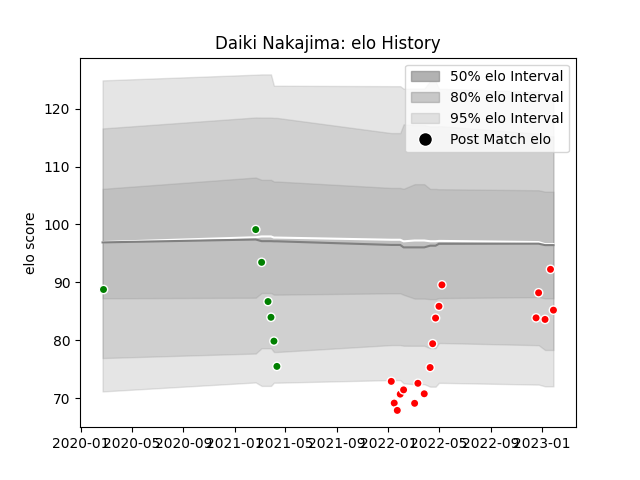 Daiki Nakajima: elo History
50% elo Interval
80% elo Interval
95% elo Interval
Post Match elo
elo score
120
110
100
90
80
70
2020-01 2020-05 2020-09 2021-01 2021-05 2021-09 2022-01 2022-05 2022-09 2023-01